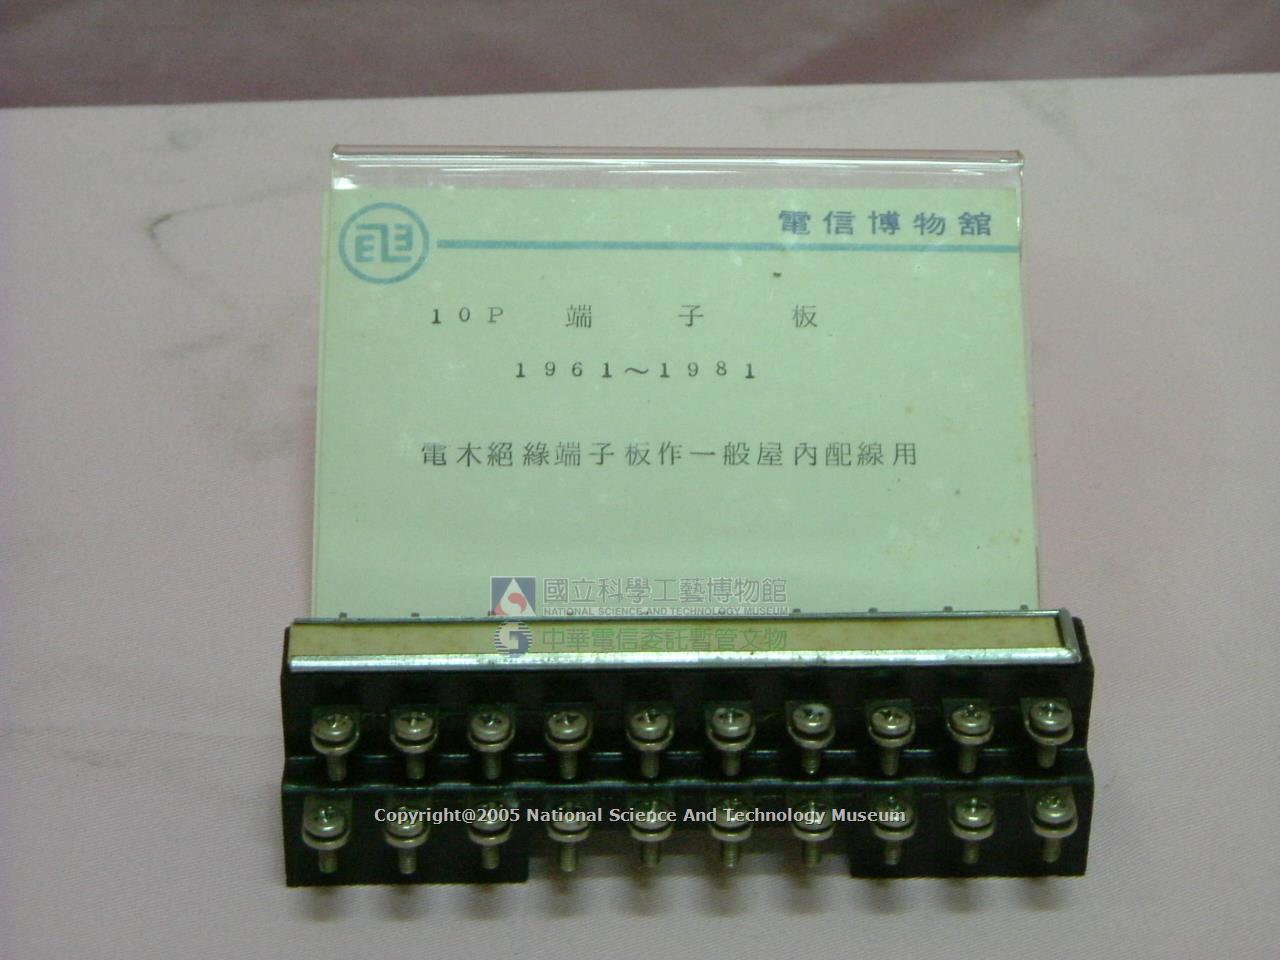 電信博物館
10P 端子板
1961～1981
電木絕緣端子板作一般屋內配線用
國立科學工藝博物館
NATIONAL SCIENCE AND TECHNOLOGY MUSEUM
中華電信委託暫管文物
Copyright@2005 National Science And Technology Museum